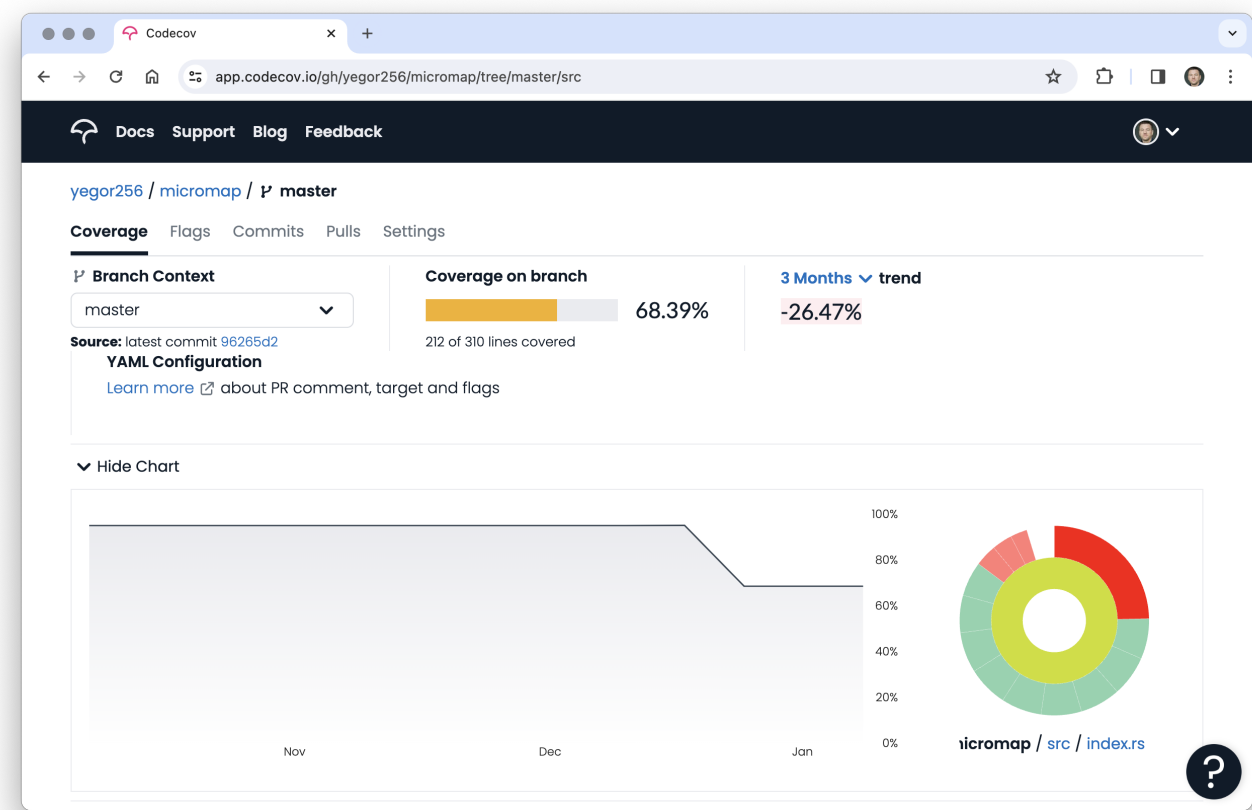 Codecov
app.codecov.io/gh/yegor256/micromap/tree/master/src
Docs Support Blog Feedback
yegor256 / micromap / master
Coverage Flags Commits Pulls Settings
Branch Context
master
Source: latest commit 96265d2
Coverage on branch
68.39%
212 of 310 lines covered
3 Months trend
-26.47%
YAML Configuration
Learn more about PR comment, target and flags
Hide Chart
100%
80%
60%
40%
20%
0%
Nov Dec Jan
nicromap / src / index.rs
?